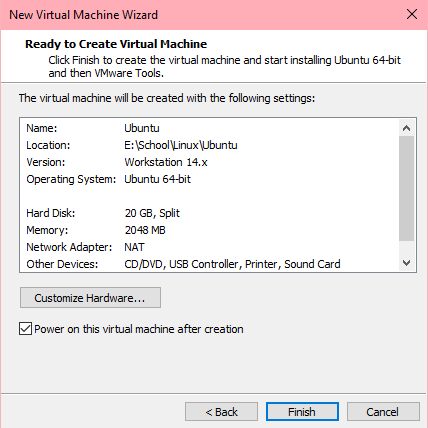 New Virtual Machine Wizard
Ready to Create Virtual Machine
Click Finish to create the virtual machine and start installing Ubuntu 64-bit
and then VMware Tools.
The virtual machine will be created with the following settings:
Name: Ubuntu
Location: E:\School\Linux\Ubuntu
Version: Workstation 14.x
Operating System: Ubuntu 64-bit
Hard Disk: 20 GB, Split
Memory: 2048 MB
Network Adapter: NAT
Other Devices: CD/DVD, USB Controller, Printer, Sound Card
Customize Hardware...
Power on this virtual machine after creation
< Back Finish Cancel